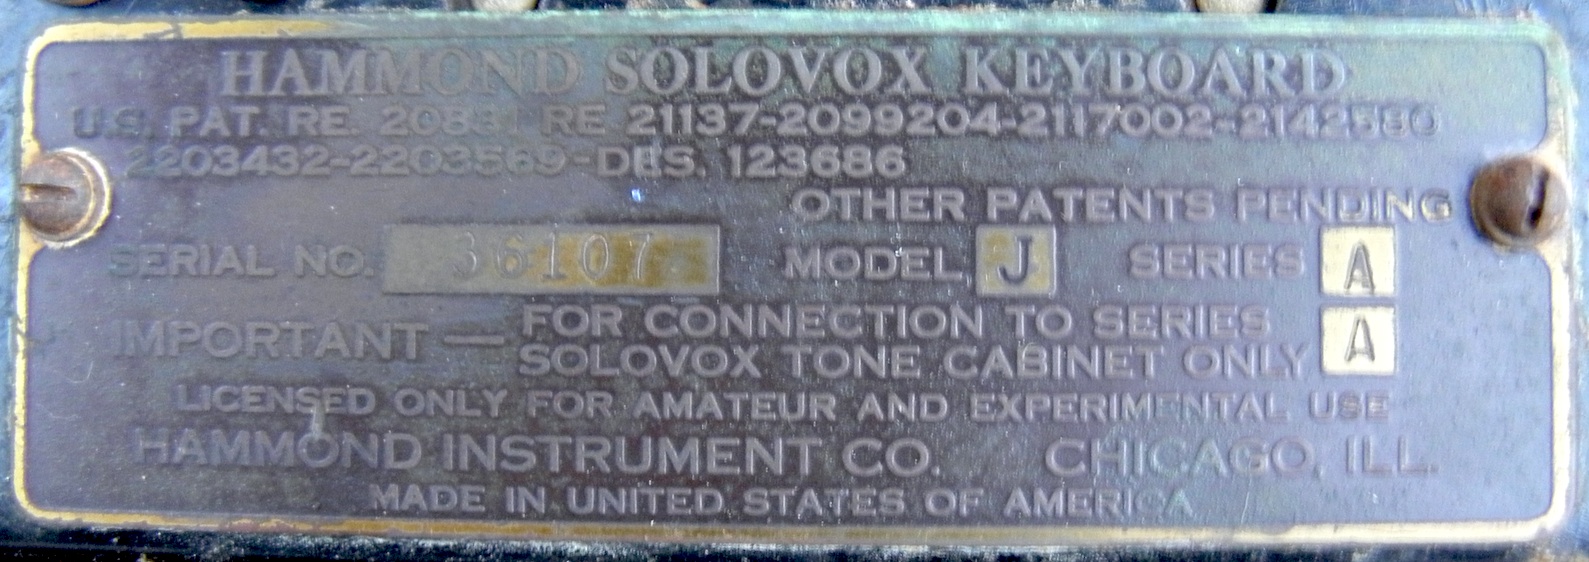 HAMMOND SOLOVOX KEYBOARD
U.S. PAT. RE. 20831 RE 21137-2099204-2117002-2142580
2203432-2203569-DES. 123686
OTHER PATENTS PENDING
SERIAL NO. 36107 MODEL J SERIES A
IMPORTANT — FOR CONNECTION TO SERIES
SOLOVOX TONE CABINET ONLY A
LICENSED ONLY FOR AMATEUR AND EXPERIMENTAL USE
HAMMOND INSTRUMENT CO. CHICAGO, ILL.
MADE IN UNITED STATES OF AMERICA